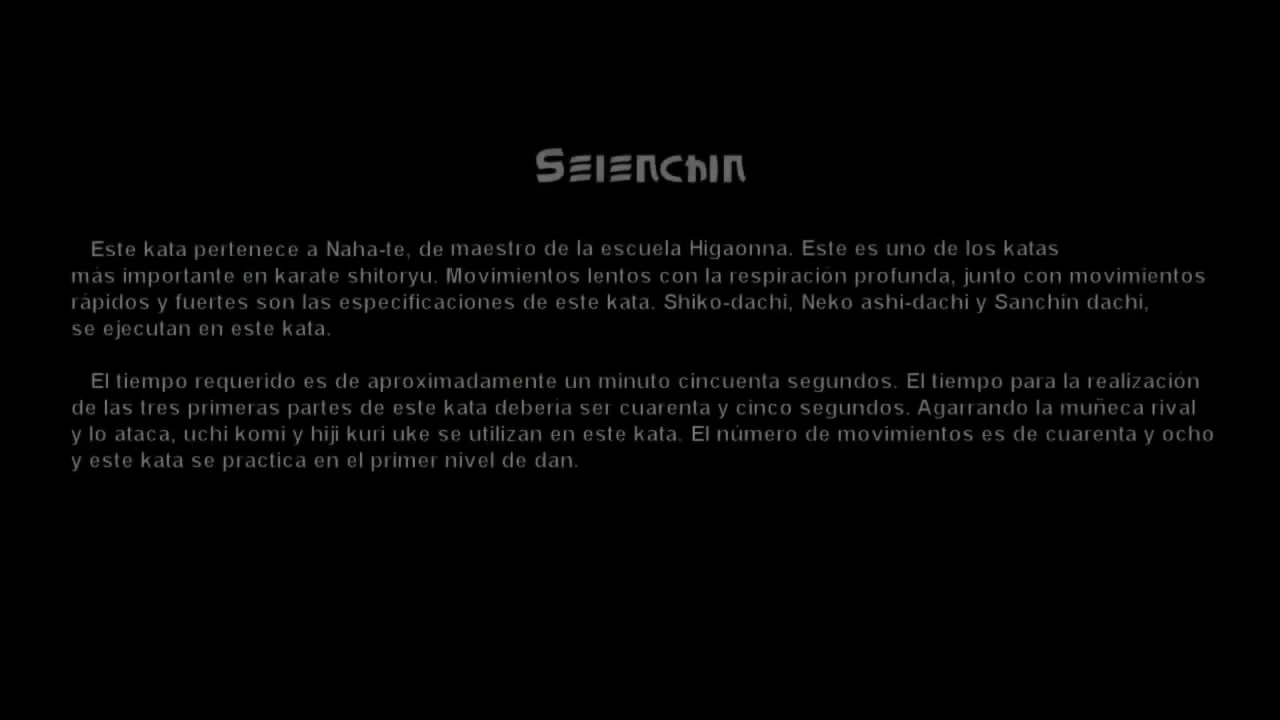 Seienchin
Este kata pertenece a Naha-te, de maestro de la escuela Higaonna. Este es uno de los katas
más importante en karate shitoryu. Movimientos lentos con la respiración profunda, junto con movimientos
rápidos y fuertes son las especificaciones de este kata. Shiko-dachi, Neko ashi-dachi y Sanchin dachi,
se ejecutan en este kata.
El tiempo requerido es de aproximadamente un minuto cincuenta segundos. El tiempo para la realización
de las tres primeras partes de este kata debería ser cuarenta y cinco segundos. Agarrando la muñeca rival
y lo ataca, uchi komi y hiji kuri uke se utilizan en este kata. El número de movimientos es de cuarenta y ocho
y este kata se practica en el primer nivel de dan.